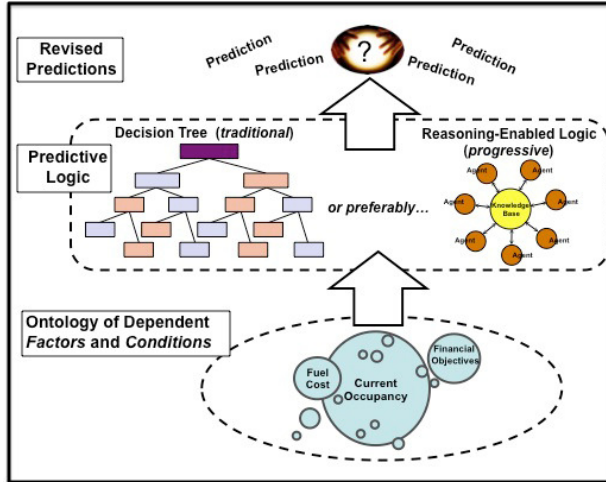 Revised
Predictions
Prediction
Prediction
?
Prediction
Prediction
Decision Tree (traditional)
Reasoning-Enabled Logic
(progressive)
Predictive
Logic
or preferably...
Agent
Agent
Agent
Agent
Knowledge
Base
Agent
Agent
Agent
Ontology of Dependent
Factors and Conditions
Fuel
Cost
Current
Occupancy
Financial
Objectives